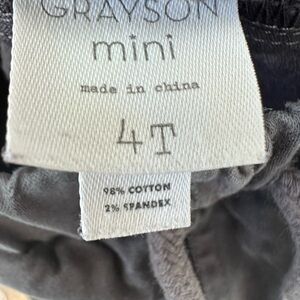 GRAYSON
mini
made in china
4T
98% COTTON
2% SPANDEX